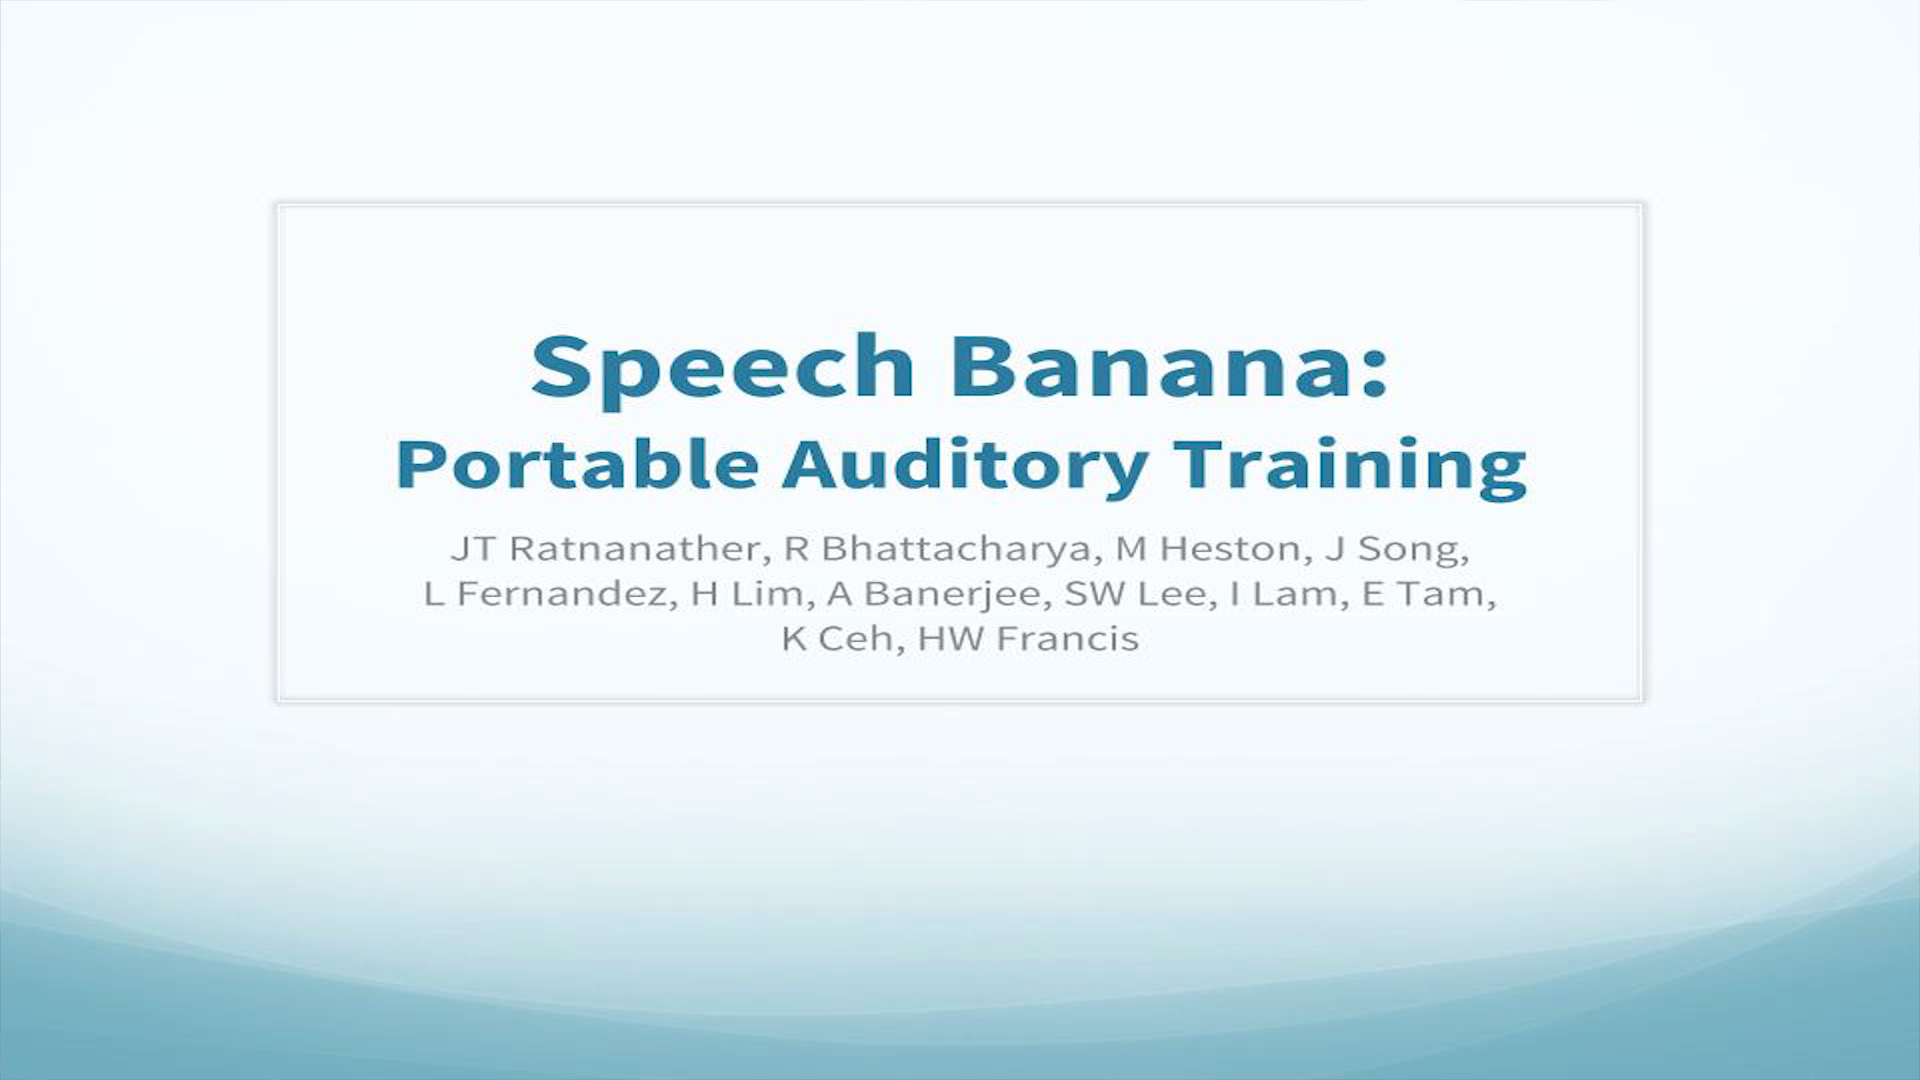 Speech Banana:
Portable Auditory Training
JT Ratnanather, R Bhattacharya, M Heston, J Song,
L Fernandez, H Lim, A Banerjee, SW Lee, I Lam, E Tam,
K Ceh, HW Francis